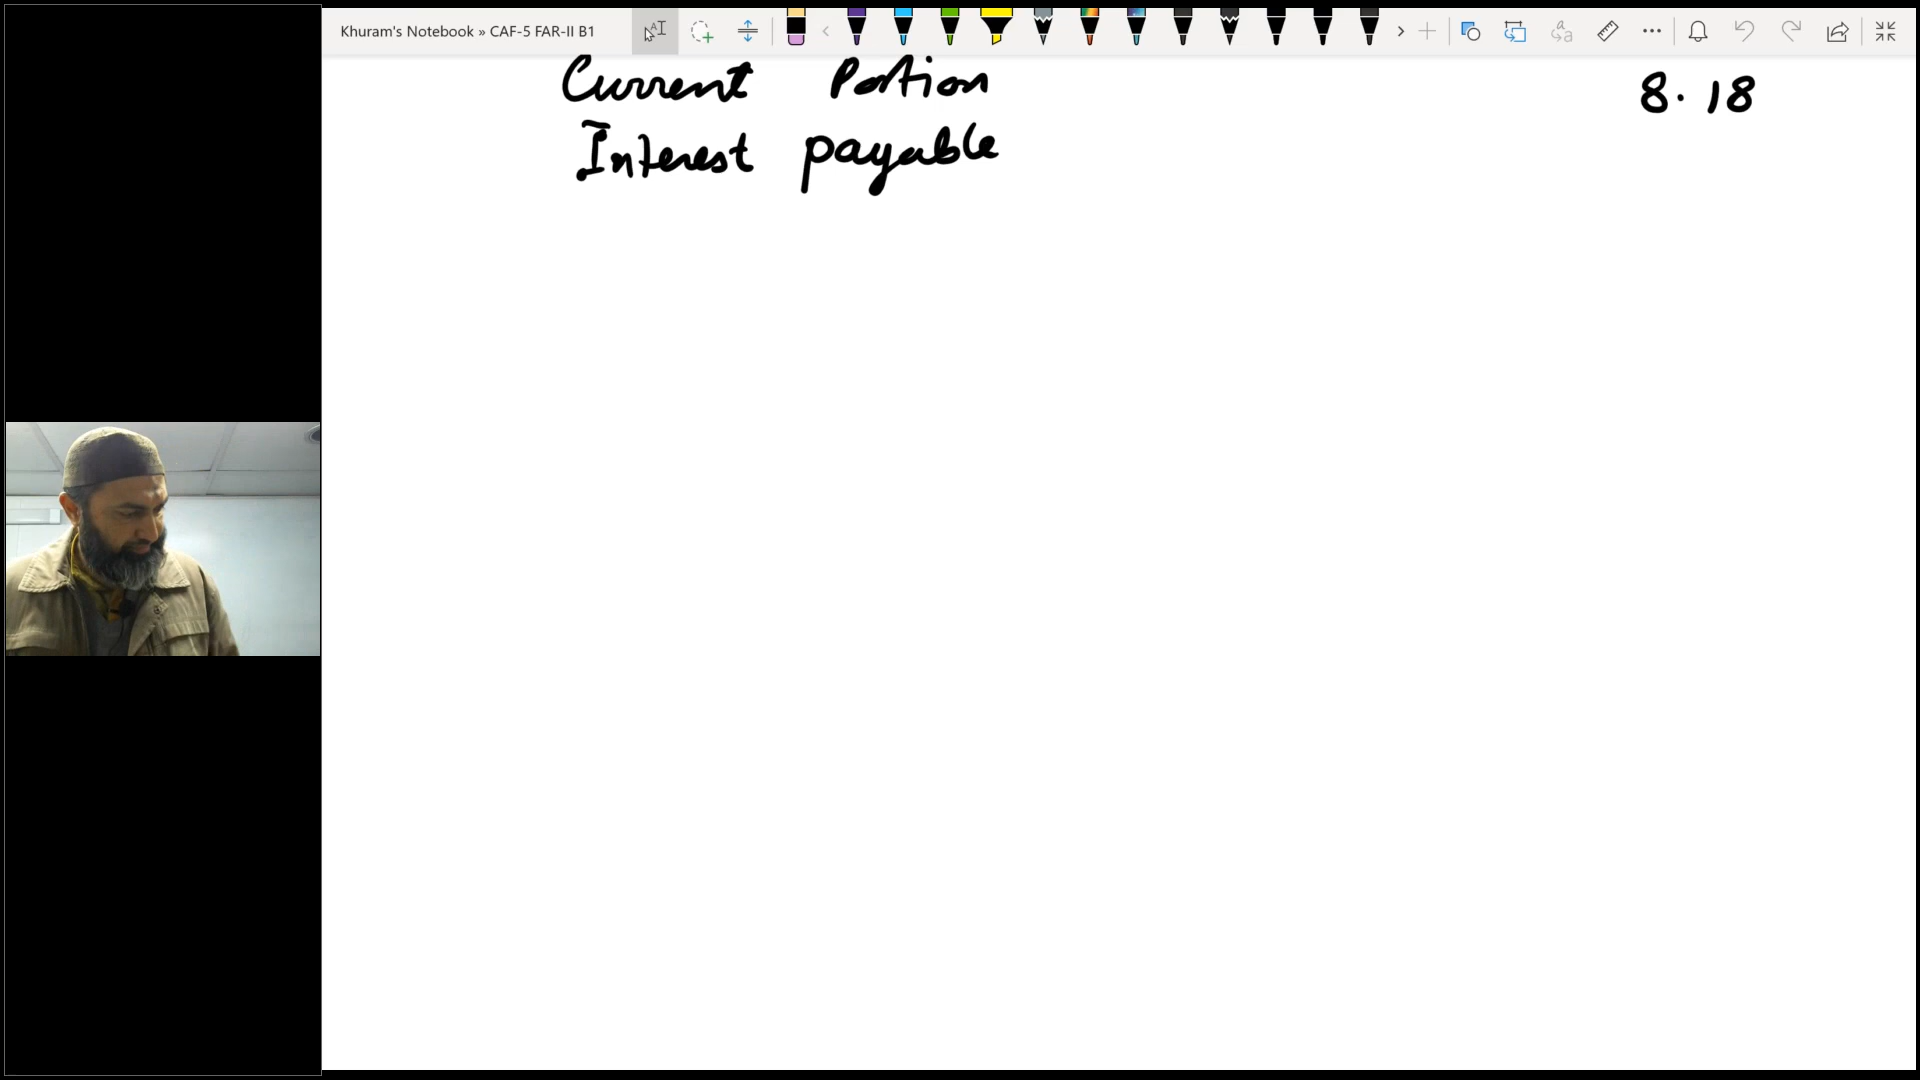 Khuram's Notebook » CAF-5 FAR-II B1
Current Portion 8.18
Interest payable